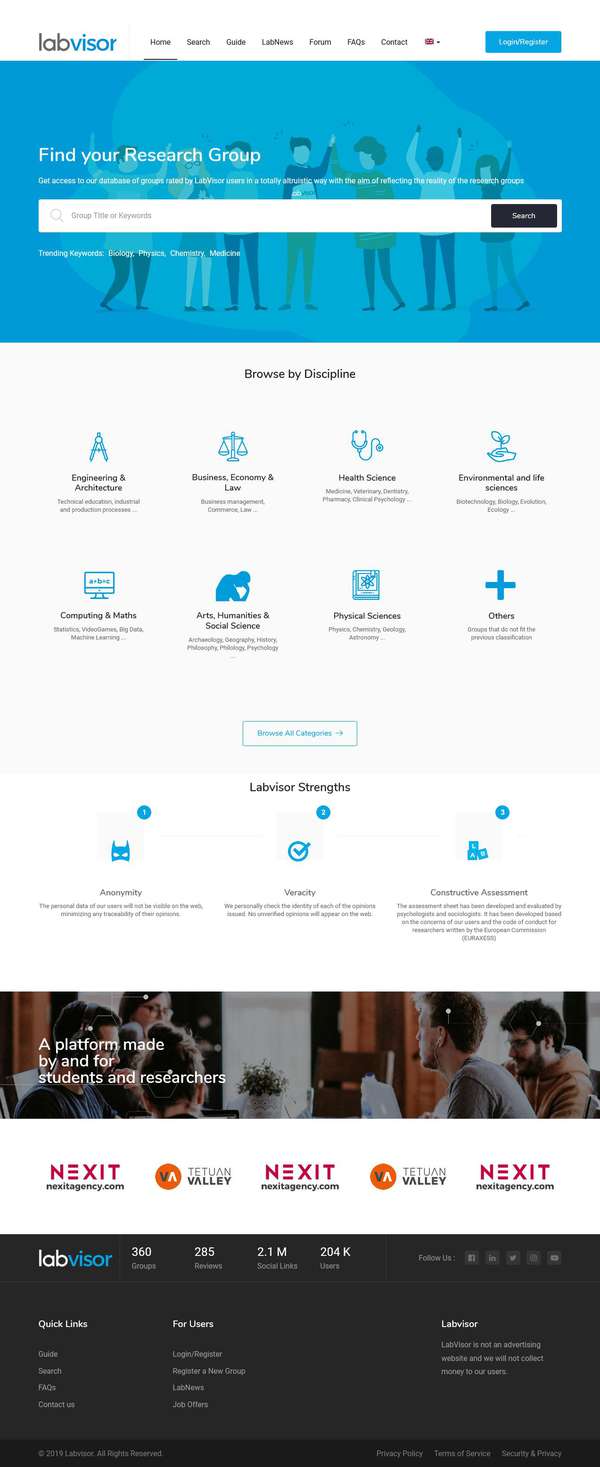 labvisor
Home Search Guide LabNews Forum FAQs Contact
Login/Register
Find your Research Group
Get access to our database of groups rated by LabVisor users in a totally altruistic way with the aim of reflecting the reality of the research groups
labvisor
Group Title or Keywords
Search
Trending Keywords: Biology, Physics, Chemistry, Medicine
Browse by Discipline
Engineering &
Architecture
Technical education, industrial
and production processes ...
Business, Economy &
Law
Business management,
Commerce, Law ...
Health Science
Medicine, Veterinary, Dentistry,
Pharmacy, Clinical Psychology ...
Environmental and life
sciences
Biotechnology, Biology, Evolution,
Ecology ...
a+b=c
Computing & Maths
Statistics, VideoGames, Big Data,
Machine Learning ...
Arts, Humanities &
Social Science
Archaeology, Geography, History,
Philosophy, Philology, Psychology
...
Physical Sciences
Physics, Chemistry, Geology,
Astronomy ...
Others
Groups that do not fit the
previous classification
Browse All Categories
Labvisor Strengths
1
Anonymity
The personal data of our users will not be visible on the web,
minimizing any traceability of their opinions.
2
Veracity
We personally check the identity of each of the opinions
issued. No unverified opinions will appear on the web.
3
L
A B
Constructive Assessment
The assessment sheet has been developed and evaluated by
psychologists and sociologists. It has been developed based
on the concerns of our users and the code of conduct for
researchers written by the European Commission
(EURAXESS)
A platform made
by and for
students and researchers
NEXIT
nexitagency.com
VA TETUAN
VALLEY
NEXIT
nexitagency.com
VA TETUAN
VALLEY
NEXIT
nexitagency.com
labvisor
360
Groups
285
Reviews
2.1 M
Social Links
204 K
Users
Follow Us :
Quick Links
Guide
Search
FAQs
Contact us
For Users
Login/Register
Register a New Group
LabNews
Job Offers
Labvisor
LabVisor is not an advertising
website and we will not collect
money to our users.
© 2019 Labvisor. All Rights Reserved.
Privacy Policy Terms of Service Security & Privacy